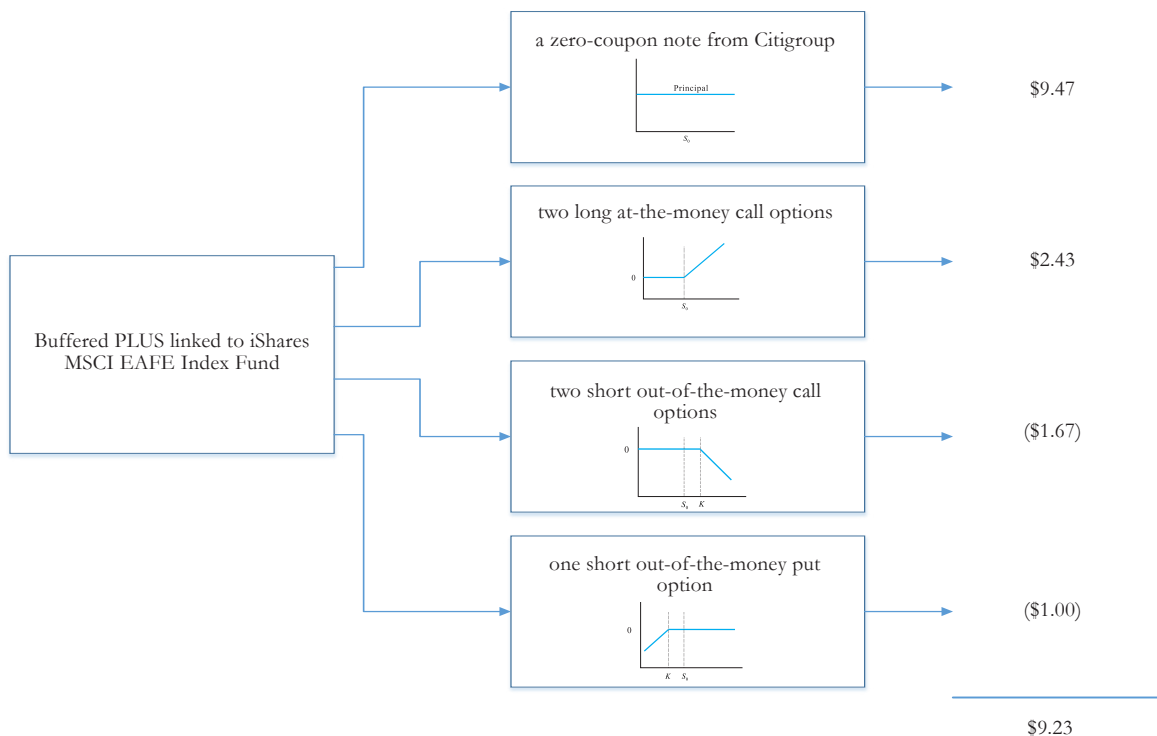 a zero-coupon note from Citigroup
Principal
S₀
$9.47
two long at-the-money call options
0
S₀
$2.43
Buffered PLUS linked to iShares
MSCI EAFE Index Fund
two short out-of-the-money call
options
0
S₀ K
($1.67)
one short out-of-the-money put
option
0
K S₀
($1.00)
$9.23